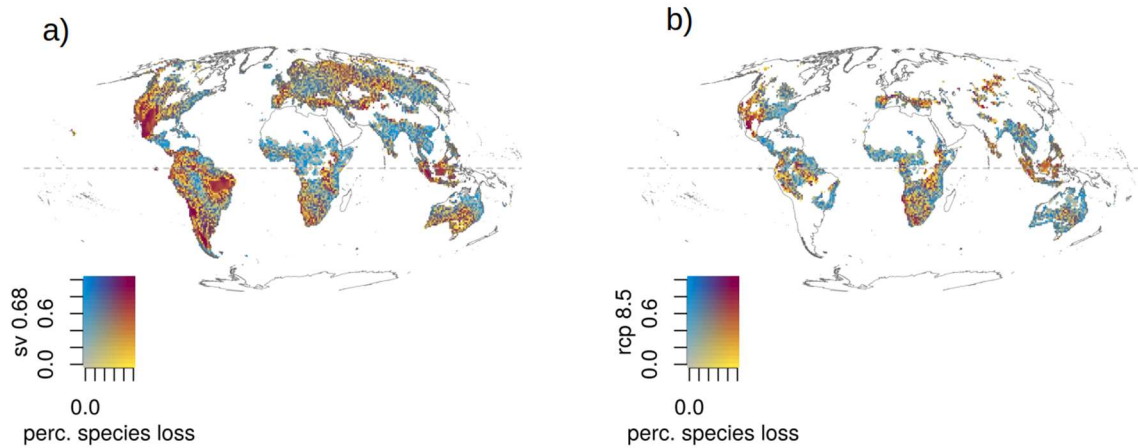 a)
b)
sv 0.68
0.0 0.6
0.0
perc. species loss
rcp 8.5
0.0 0.6
0.0
perc. species loss